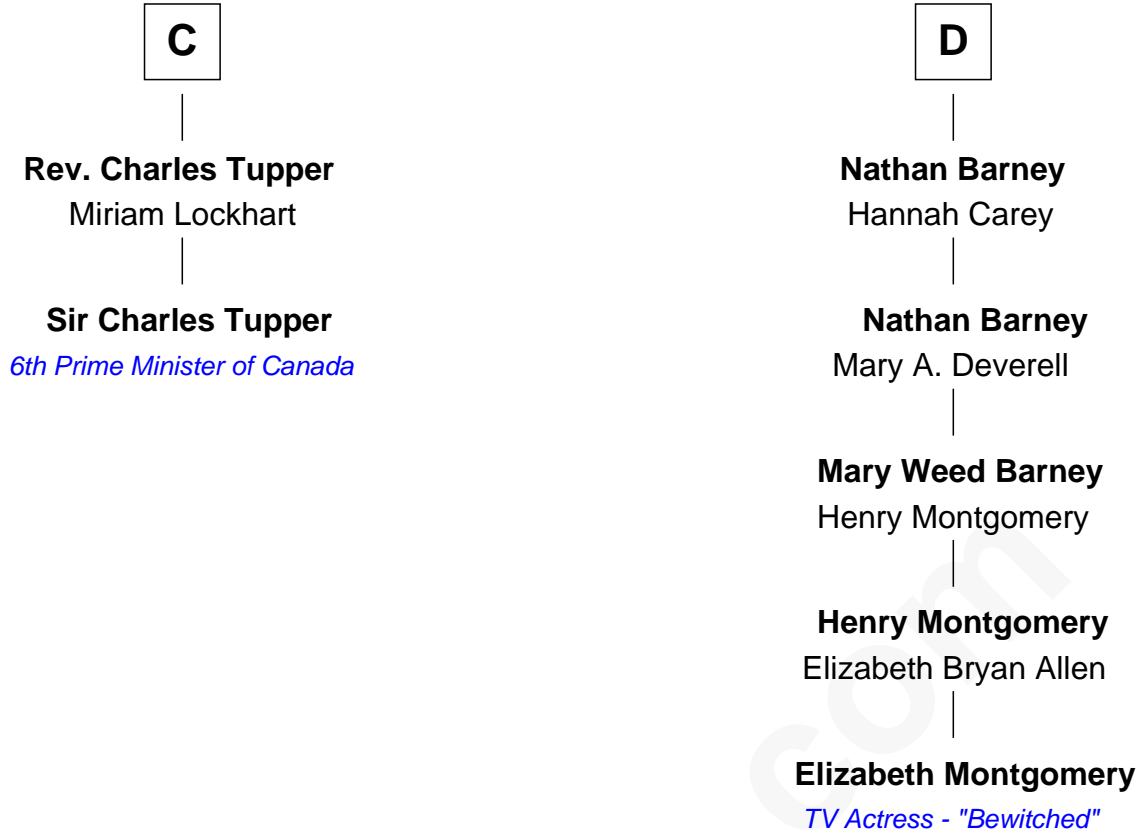 C
Rev. Charles Tupper
Miriam Lockhart
Sir Charles Tupper
6th Prime Minister of Canada
D
Nathan Barney
Hannah Carey
Nathan Barney
Mary A. Deverell
Mary Weed Barney
Henry Montgomery
Henry Montgomery
Elizabeth Bryan Allen
Elizabeth Montgomery
TV Actress - "Bewitched"
com